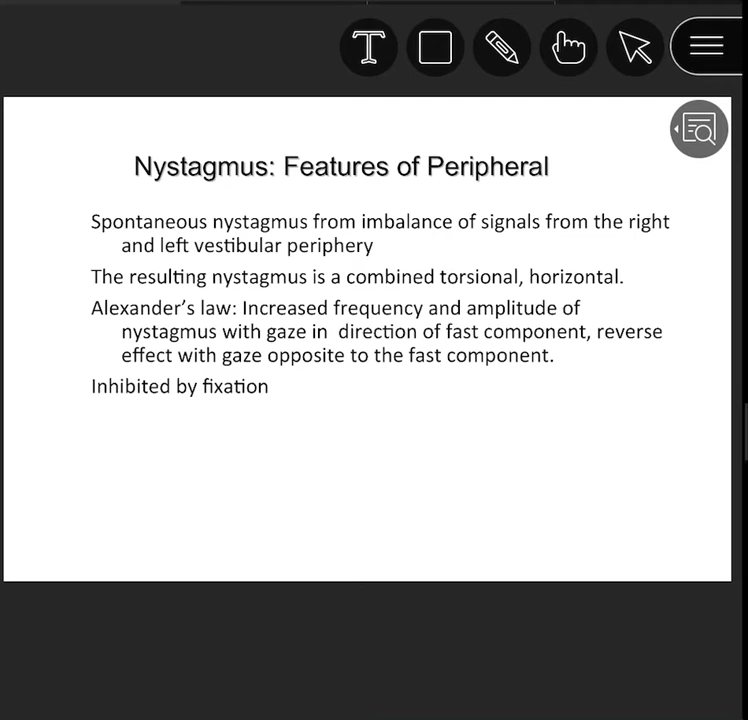 Nystagmus: Features of Peripheral
Spontaneous nystagmus from imbalance of signals from the right
and left vestibular periphery
The resulting nystagmus is a combined torsional, horizontal.
Alexander’s law: Increased frequency and amplitude of
nystagmus with gaze in  direction of fast component, reverse
effect with gaze opposite to the fast component.
Inhibited by fixation